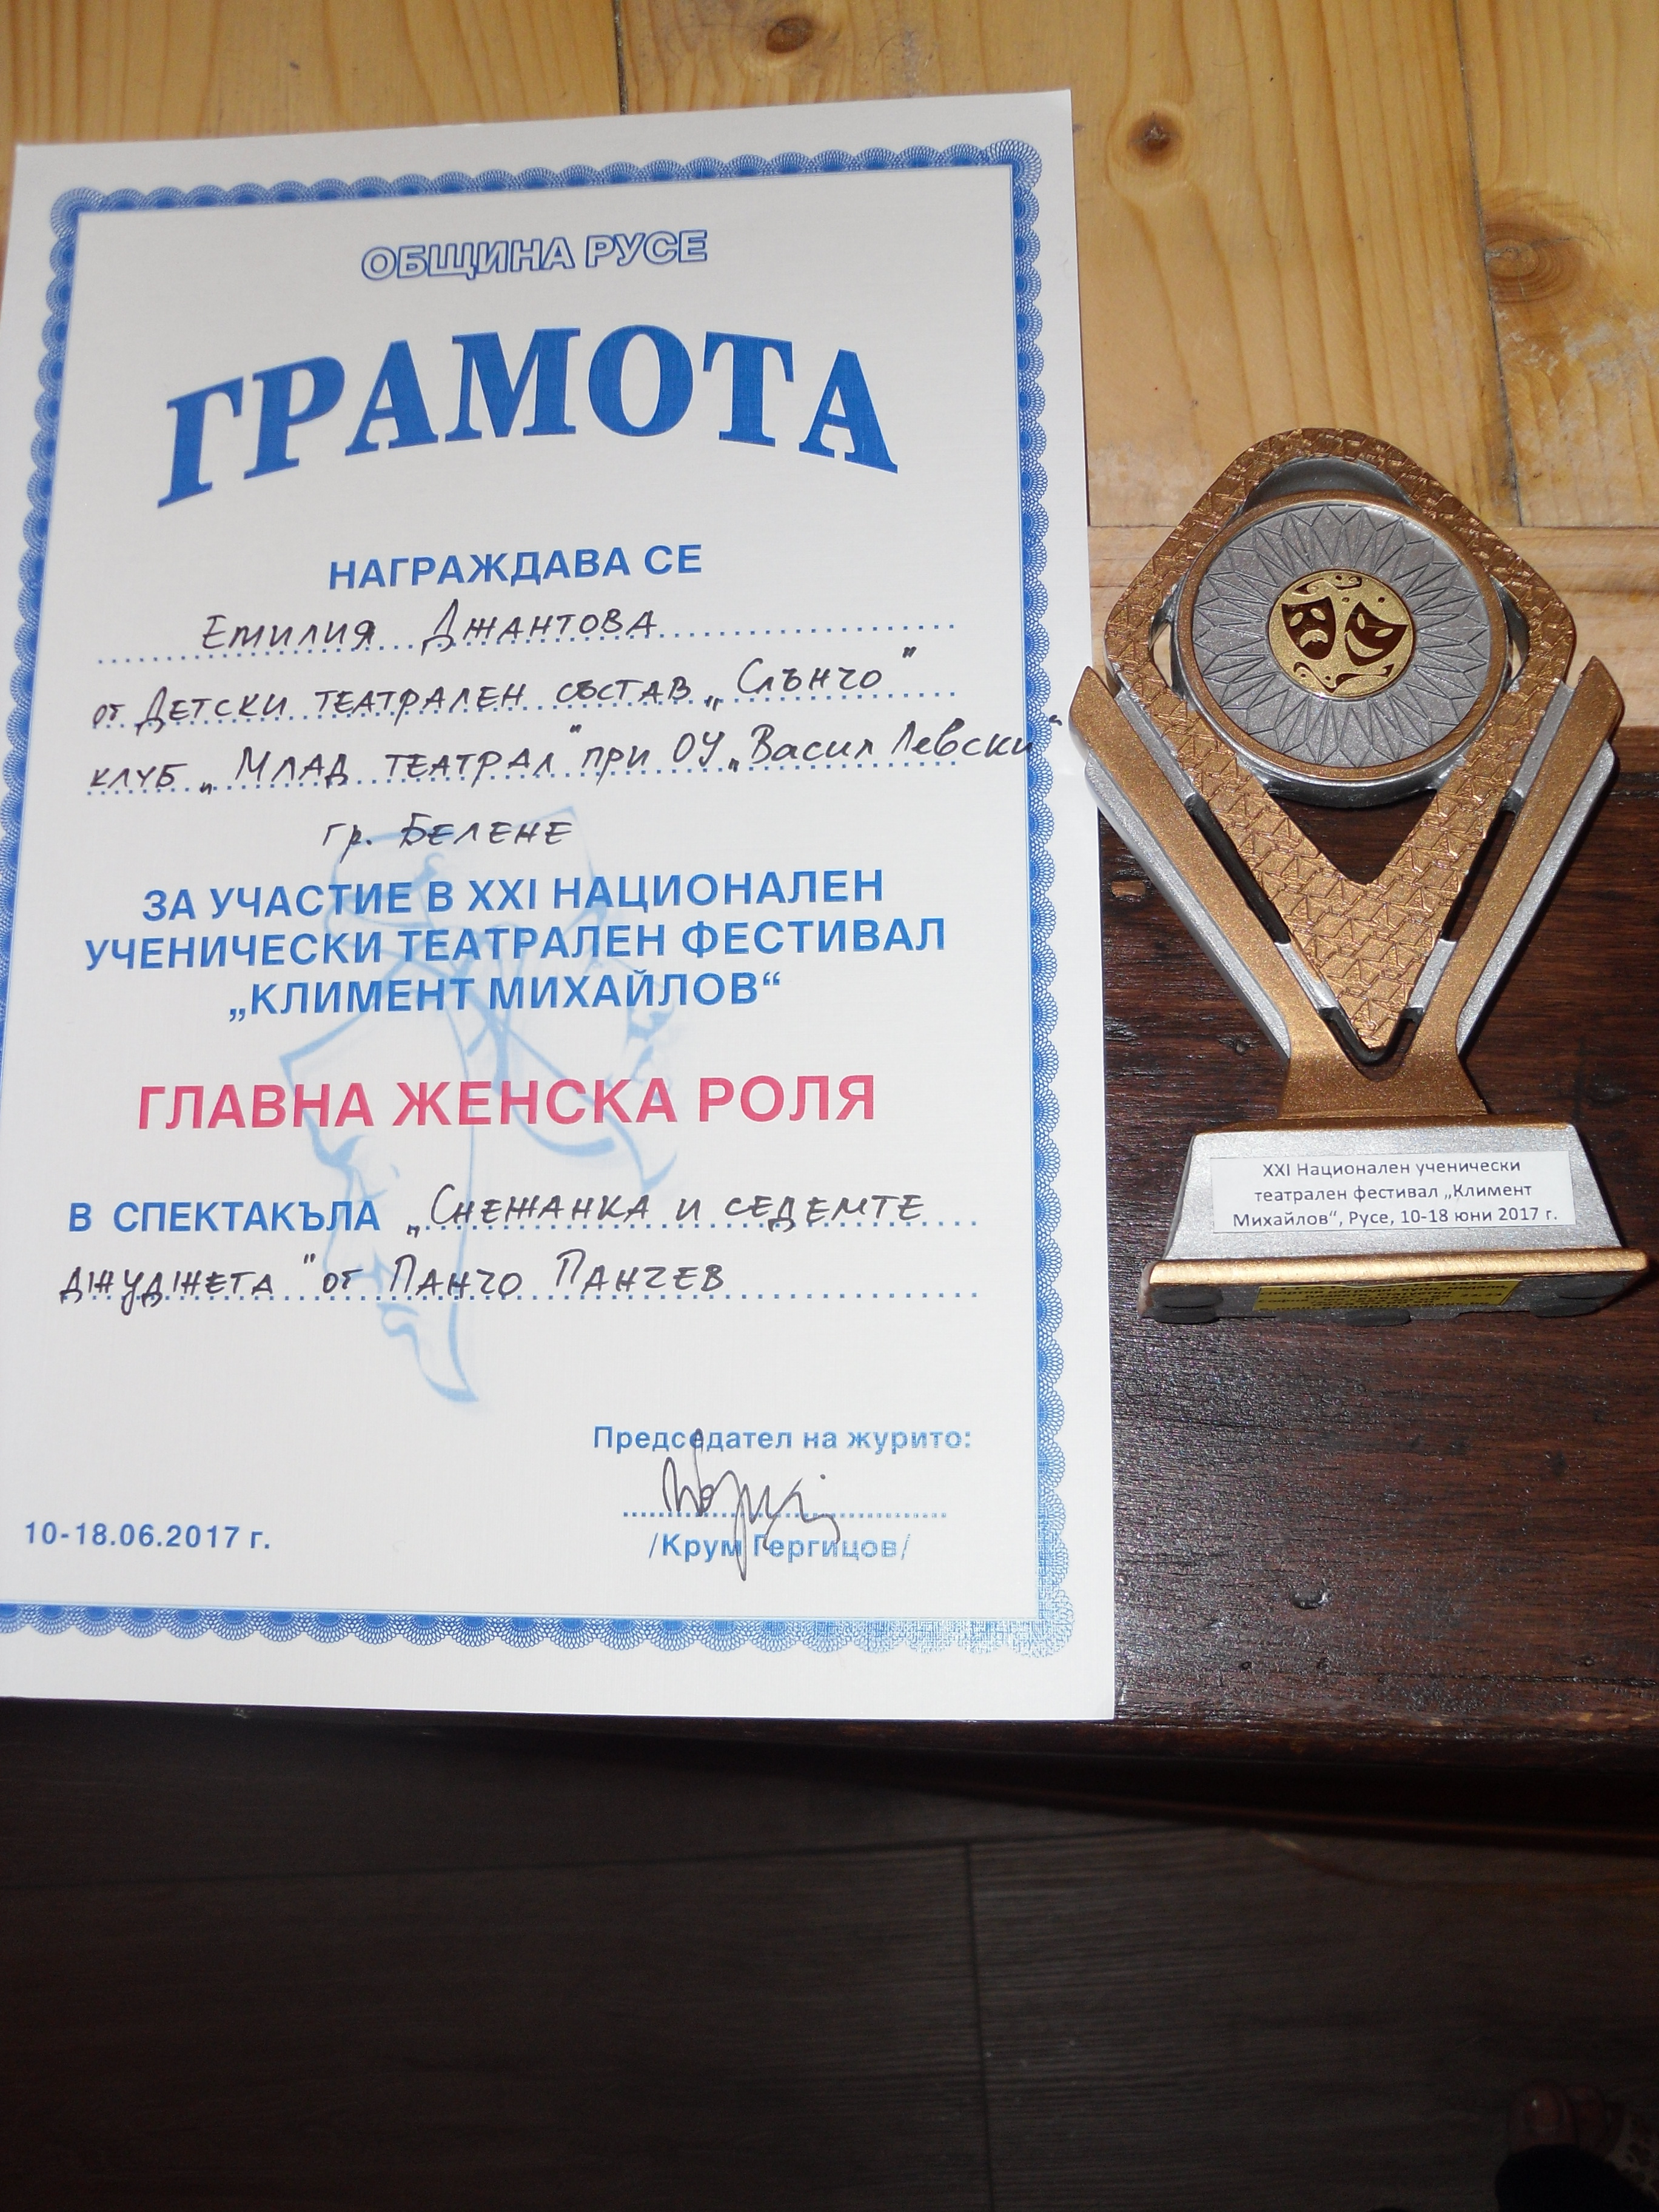 ОБЩИНА РУСЕ
ГРАМОТА
НАГРАЖДАВА СЕ
Емилия Джантова
от Детски театрален състав „Слънчо"
клуб „Млад театрал" при ОУ „Васил Левски"
гр. Белене
ЗА УЧАСТИЕ В XXI НАЦИОНАЛЕН
УЧЕНИЧЕСКИ ТЕАТРАЛЕН ФЕСТИВАЛ
„КЛИМЕНТ МИХАЙЛОВ“
ГЛАВНА ЖЕНСКА РОЛЯ
В СПЕКТАКЪЛА „Снежанка и седемте
джуджета" от Панчо Панчев
Председател на журито:
/Крум Гергицов/
10-18.06.2017 г.
XXI Национален ученически
театрален фестивал „Климент
Михайлов“, Русе, 10-18 юни 2017 г.